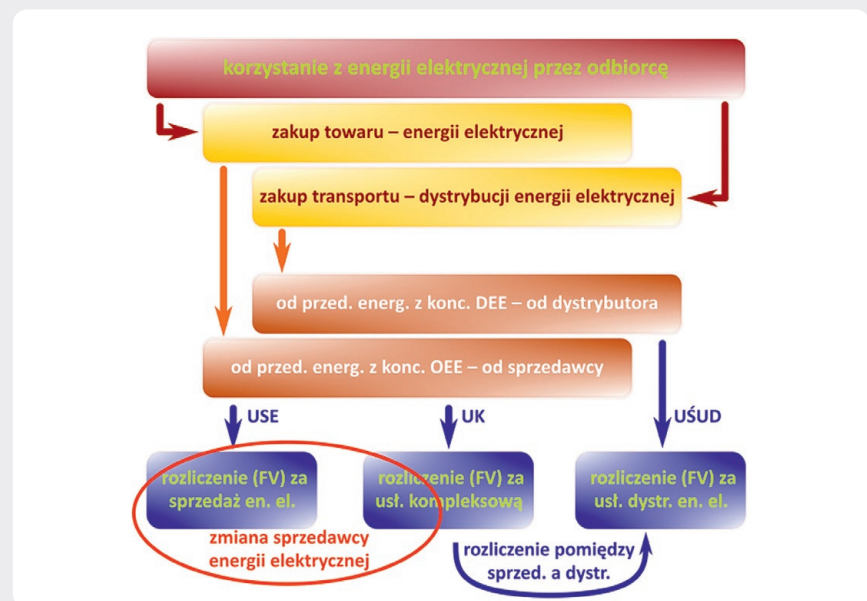 korzystanie z energii elektrycznej przez odbiorcę
zakup towaru – energii elektrycznej
zakup transportu – dystrybucji energii elektrycznej
od przed. energ. z konc. DEE – od dystrybutora
od przed. energ. z konc. OEE – od sprzedawcy
USE
UK
UŚUD
rozliczenie (FV) za
sprzedaż en. el.
rozliczenie (FV) za
usł. kompleksową
rozliczenie (FV) za
usł. dystr. en. el.
zmiana sprzedawcy
energii elektrycznej
rozliczenie pomiędzy
sprzed. a dystr.